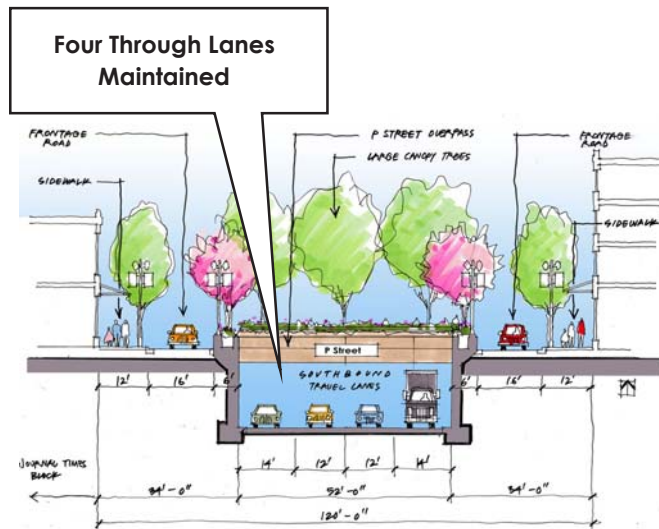 Four Through Lanes
Maintained
FRONTAGE
ROAD
P STREET OVERPASS
FRONTAGE
ROAD
LARGE CANOPY TREES
SIDEWALK
SIDEWALK
P Street
SOUTHBOUND
TRAVEL LANES
12' 16' 6' 6' 16' 12'
14' 12' 12' 14'
JOURNAL TIMES
BLOCK
34'-0" 52'-0" 34'-0"
120'-0"